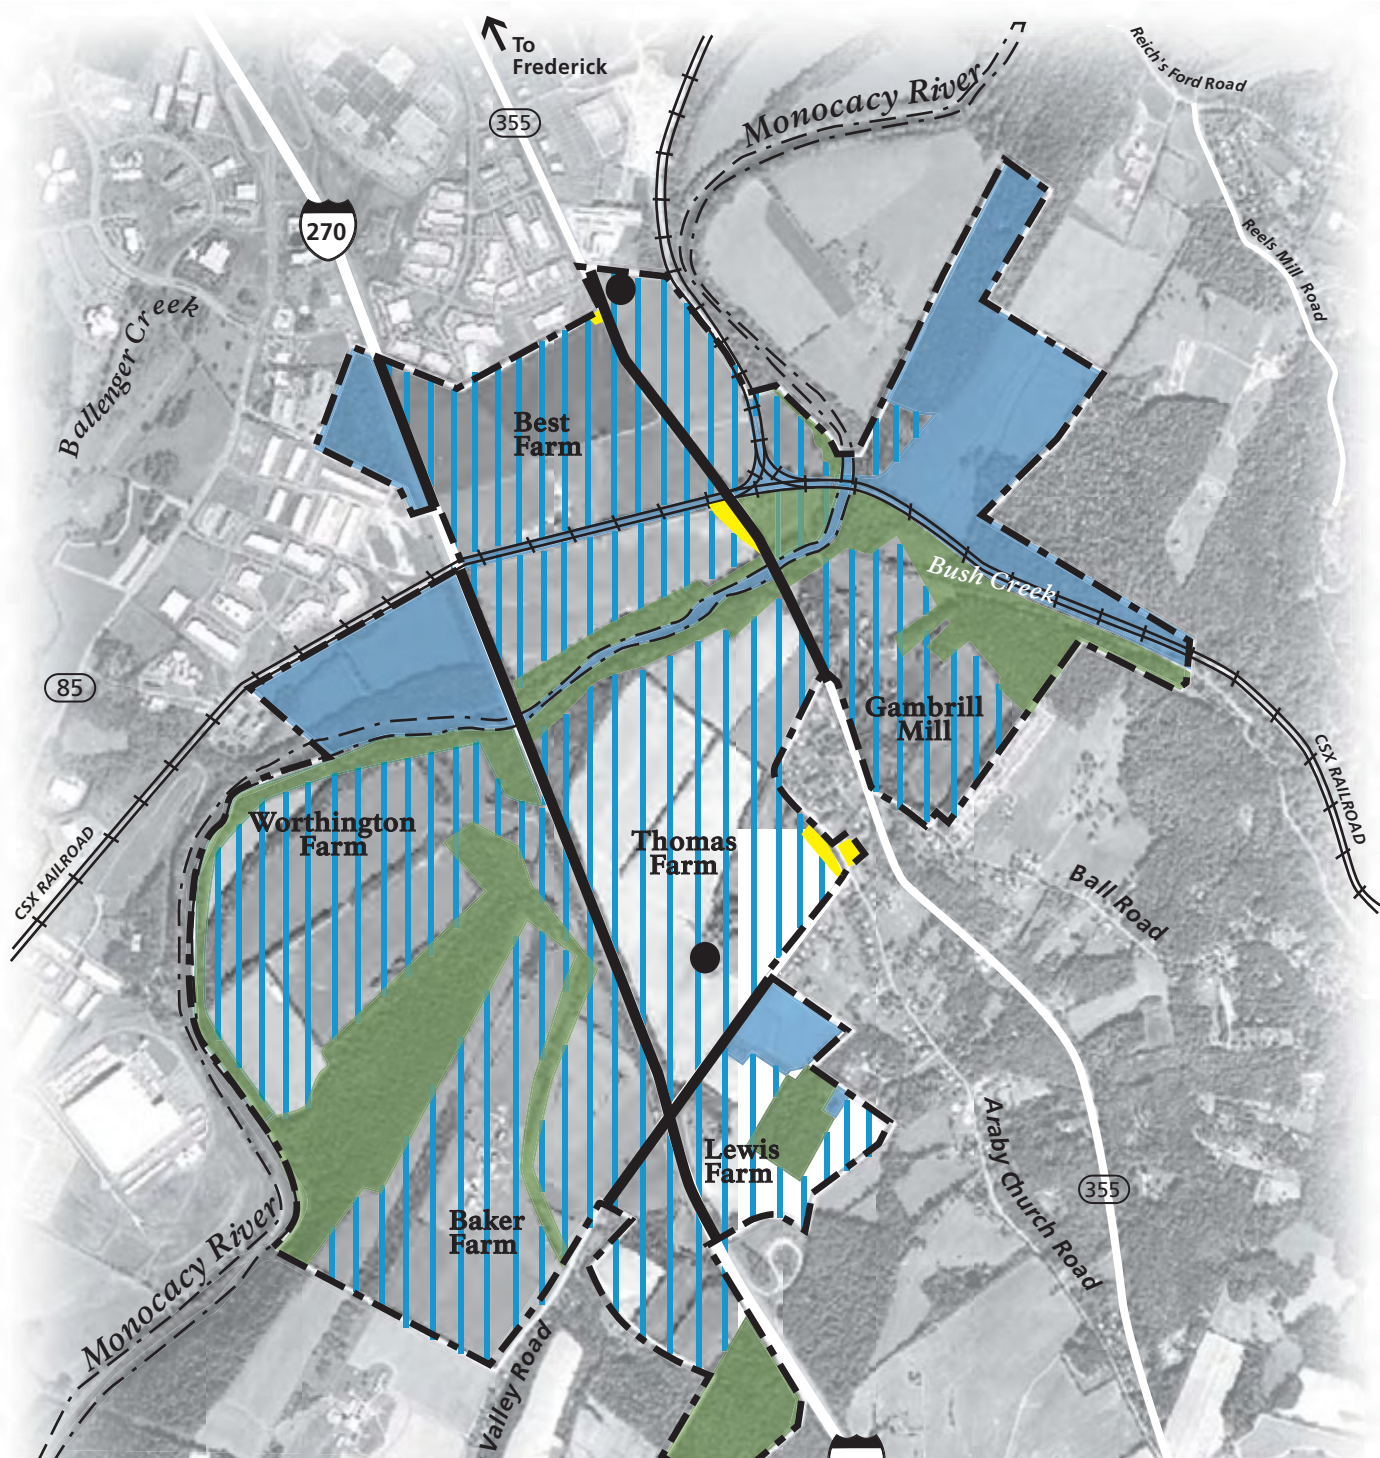 To
Frederick
355
Monocacy River
Reich's Ford Road
270
Reels Mill Road
Ballenger Creek
Best
Farm
Bush Creek
85
Gambrill
Mill
CSX RAILROAD
Worthington
Farm
Thomas
Farm
CSX RAILROAD
Ball Road
Araby Church Road
Lewis
Farm
355
Baker
Farm
Monocacy River
Valley Road